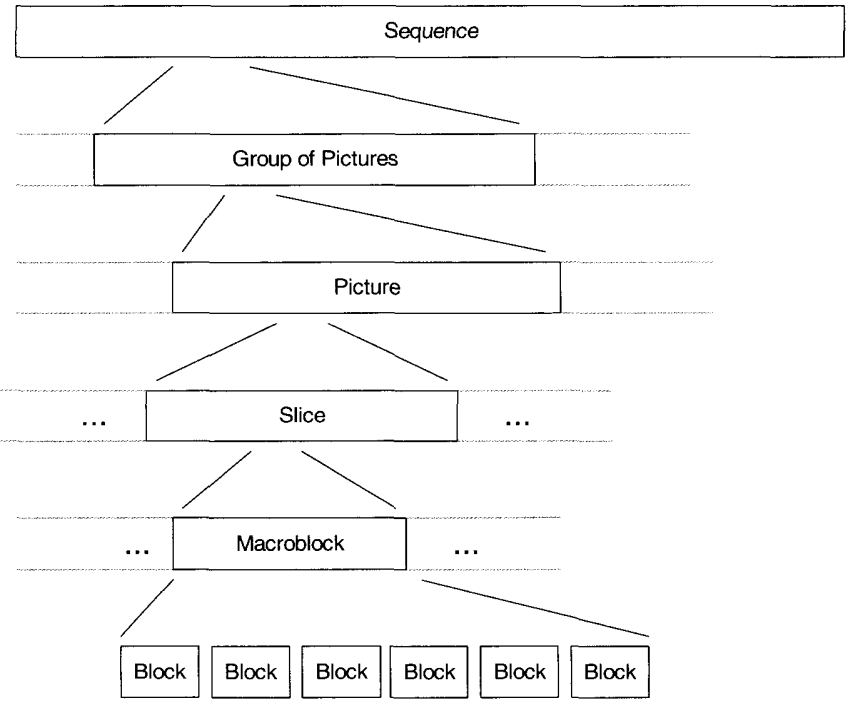 Sequence
Group of Pictures
Picture
... Slice ...
... Macroblock ...
Block Block Block Block Block Block